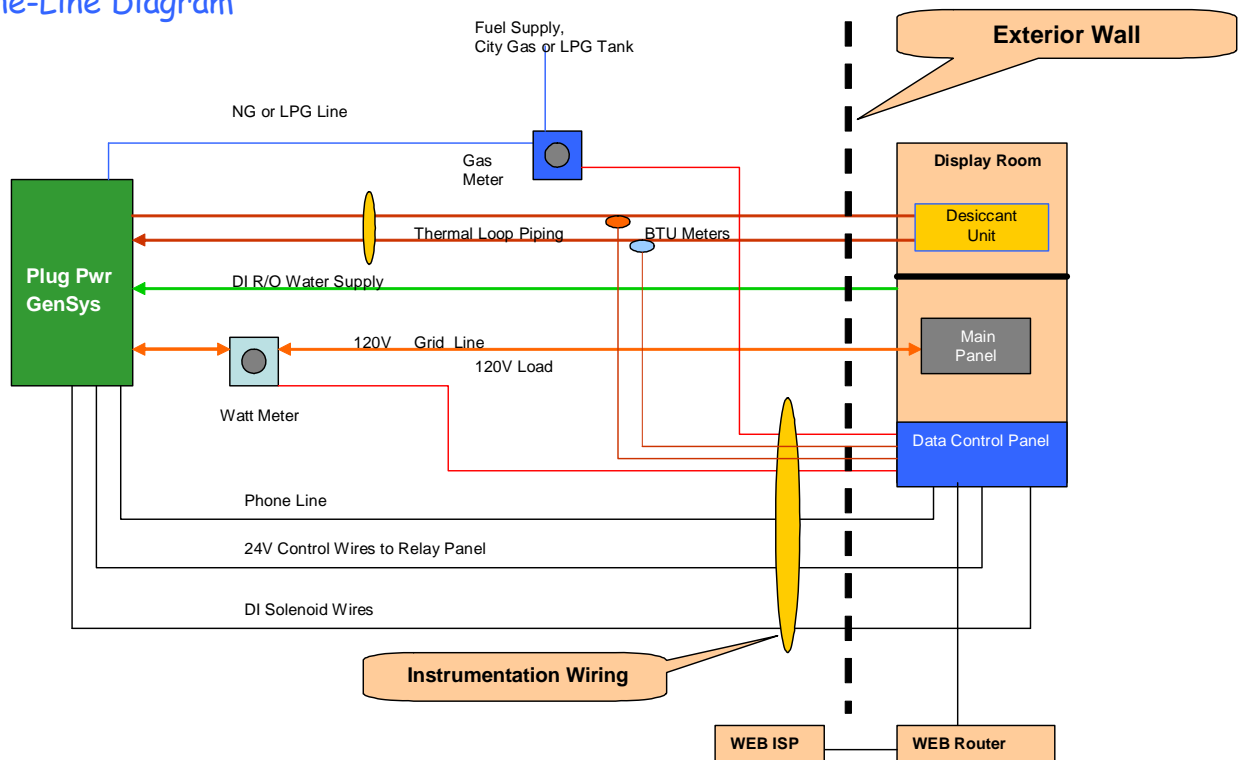 ne-Line Diagram
Fuel Supply,
City Gas or LPG Tank
Exterior Wall
NG or LPG Line
Gas
Meter
Display Room
Desiccant
Unit
Thermal Loop Piping
BTU Meters
Plug Pwr
GenSys
DI R/O Water Supply
120V Grid Line
120V Load
Main
Panel
Watt Meter
Data Control Panel
Phone Line
24V Control Wires to Relay Panel
DI Solenoid Wires
Instrumentation Wiring
WEB ISP
WEB Router